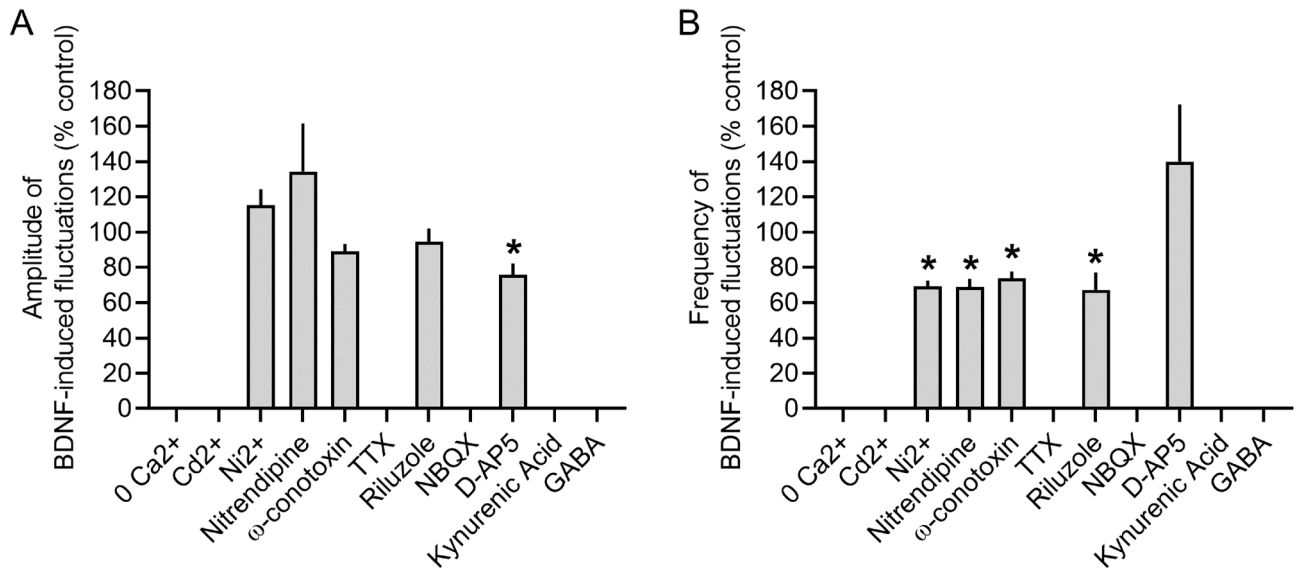 A
Amplitude of
BDNF-induced fluctuations (% control)
180
160
140
120
100
80
60
40
20
0
*
0 Ca2+
Cd2+
Ni2+
Nitrendipine
ω-conotoxin
TTX
Riluzole
NBQX
D-AP5
Kynurenic Acid
GABA
B
Frequency of
BDNF-induced fluctuations (% control)
180
160
140
120
100
80
60
40
20
0
*
*
*
*
0 Ca2+
Cd2+
Ni2+
Nitrendipine
ω-conotoxin
TTX
Riluzole
NBQX
D-AP5
Kynurenic Acid
GABA